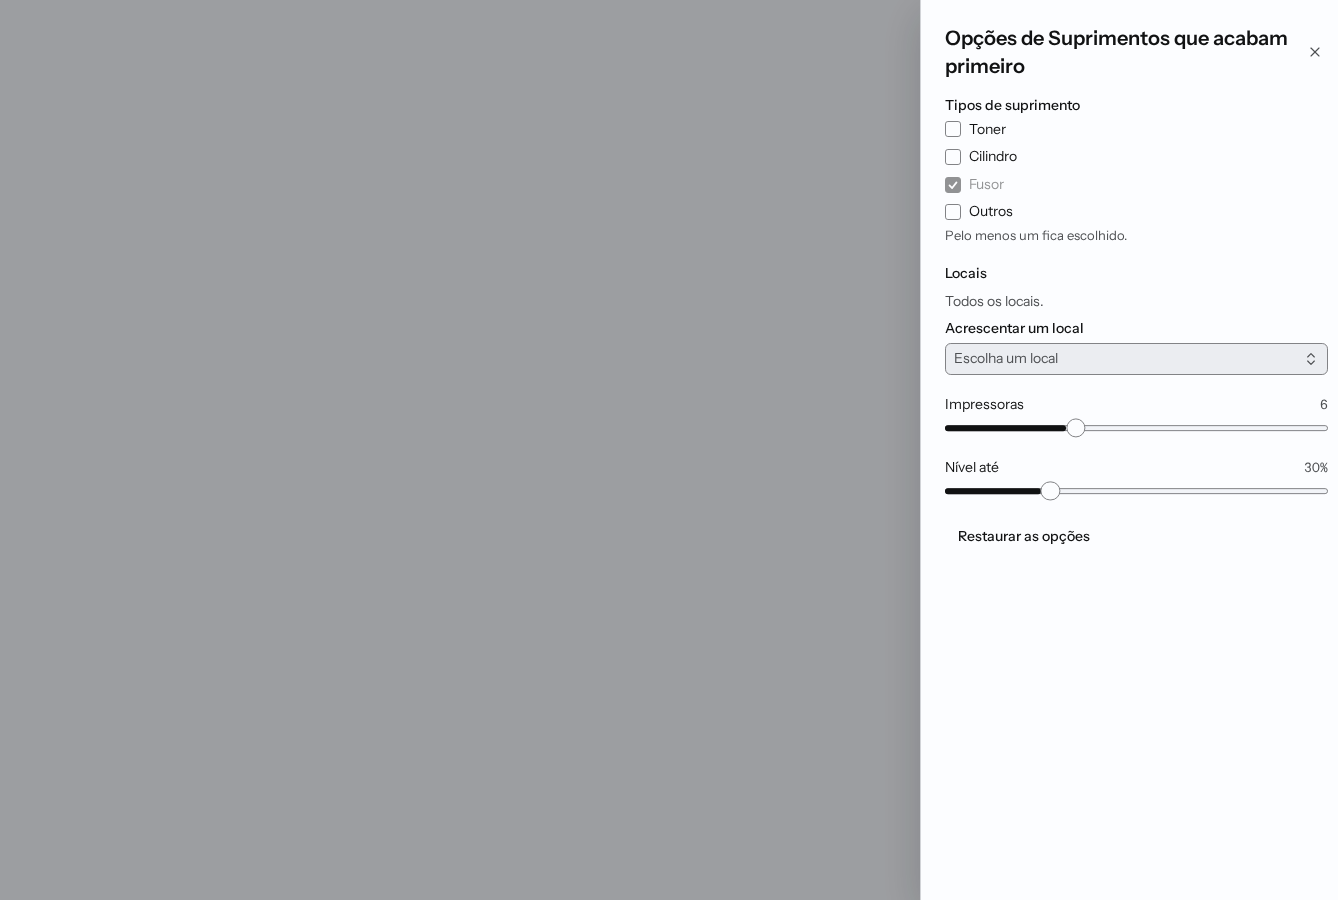 Opções de Suprimentos que acabam
primeiro
Tipos de suprimento
Toner
Cilindro
Fusor
Outros
Pelo menos um fica escolhido.
Locais
Todos os locais.
Acrescentar um local
Escolha um local
Impressoras 6
Nível até 30%
Restaurar as opções